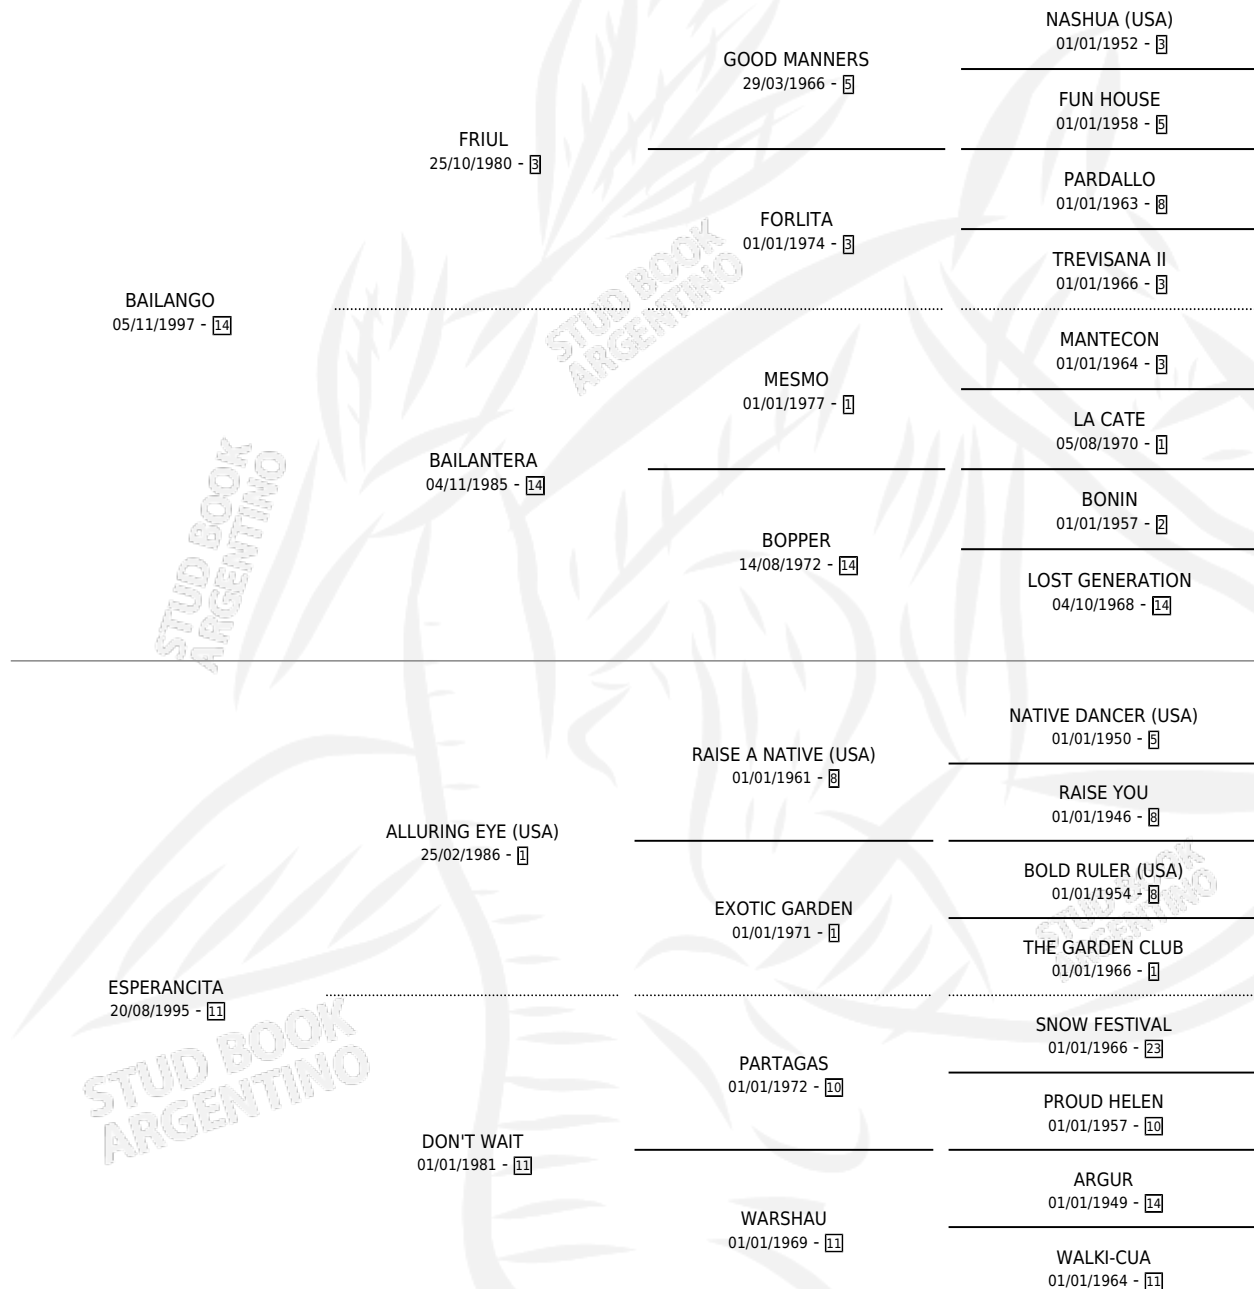 NASHUA (USA)
01/01/1952 - 3
GOOD MANNERS
29/03/1966 - 5
FUN HOUSE
01/01/1958 - 5
FRIUL
25/10/1980 - 3
PARDALLO
01/01/1963 - 8
FORLITA
01/01/1974 - 3
TREVISANA II
01/01/1966 - 3
BAILANGO
05/11/1997 - 14
MANTECON
01/01/1964 - 3
MESMO
01/01/1977 - 1
LA CATE
05/08/1970 - 1
BAILANTERA
04/11/1985 - 14
BONIN
01/01/1957 - 2
BOPPER
14/08/1972 - 14
LOST GENERATION
04/10/1968 - 14
NATIVE DANCER (USA)
01/01/1950 - 5
RAISE A NATIVE (USA)
01/01/1961 - 8
RAISE YOU
01/01/1946 - 8
ALLURING EYE (USA)
25/02/1986 - 1
BOLD RULER (USA)
01/01/1954 - 8
EXOTIC GARDEN
01/01/1971 - 1
THE GARDEN CLUB
01/01/1966 - 1
ESPERANCITA
20/08/1995 - 11
SNOW FESTIVAL
01/01/1966 - 23
PARTAGAS
01/01/1972 - 10
PROUD HELEN
01/01/1957 - 10
DON'T WAIT
01/01/1981 - 11
ARGUR
01/01/1949 - 14
WARSHAU
01/01/1969 - 11
WALKI-CUA
01/01/1964 - 11
STUD BOOK
ARGENTINO
STUD BOOK
ARGENTINO
STUD BOOK
ARGENTINO
STUD BOOK
ARGENTINO